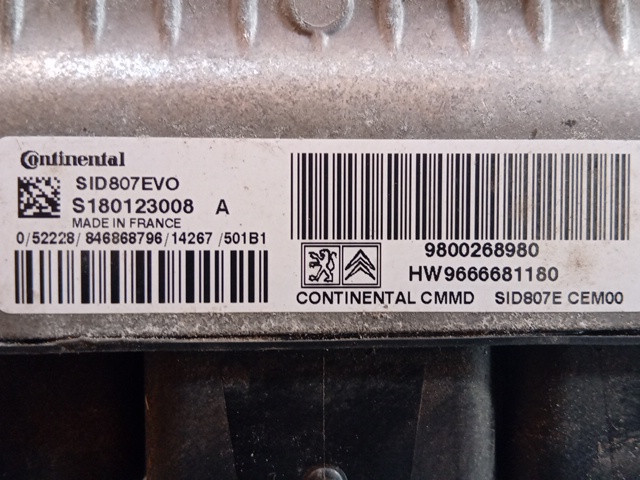 Continental
SID807EVO
S180123008 A
MADE IN FRANCE
0/52228/846868796/14267/501B1
9800268980
HW9666681180
CONTINENTAL CMMD SID807E CEM00